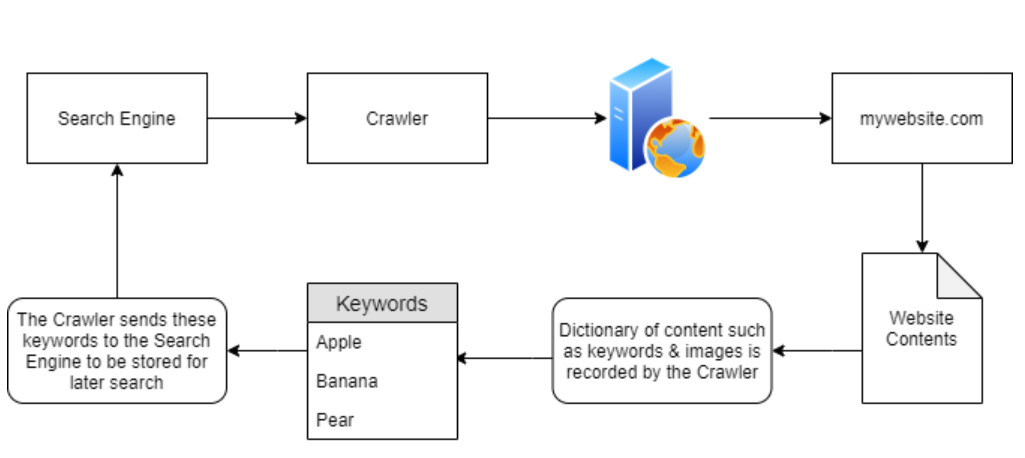 Search Engine
Crawler
mywebsite.com
Website
Contents
Dictionary of content such
as keywords & images is
recorded by the Crawler
Keywords
Apple
Banana
Pear
The Crawler sends these
keywords to the Search
Engine to be stored for
later search